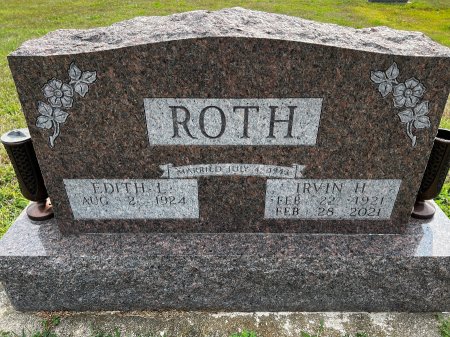 ROTH
MARRIED JULY 4, 1944
EDITH L.
AUG 2, 1924
IRVIN H.
FEB 22, 1921
FEB 28, 2021